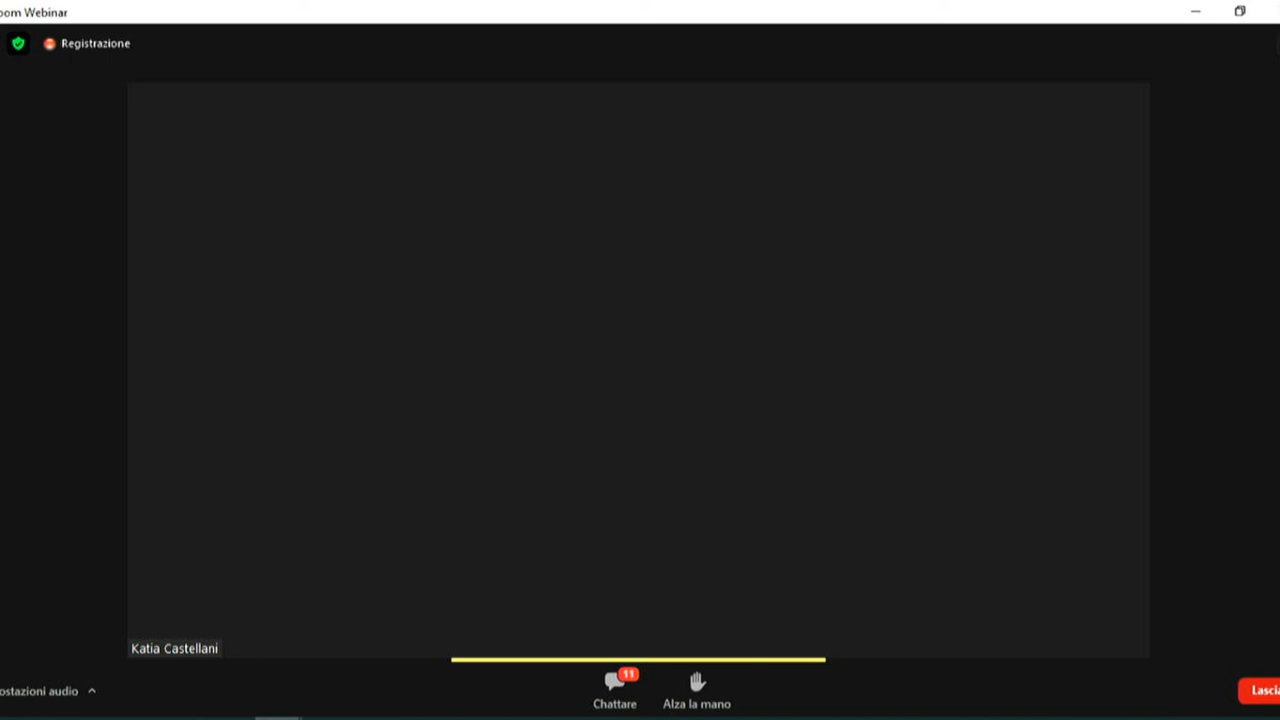 oom Webinar
Registrazione
Katia Castellani
ostazioni audio
11
Chattare
Alza la mano
Lascia